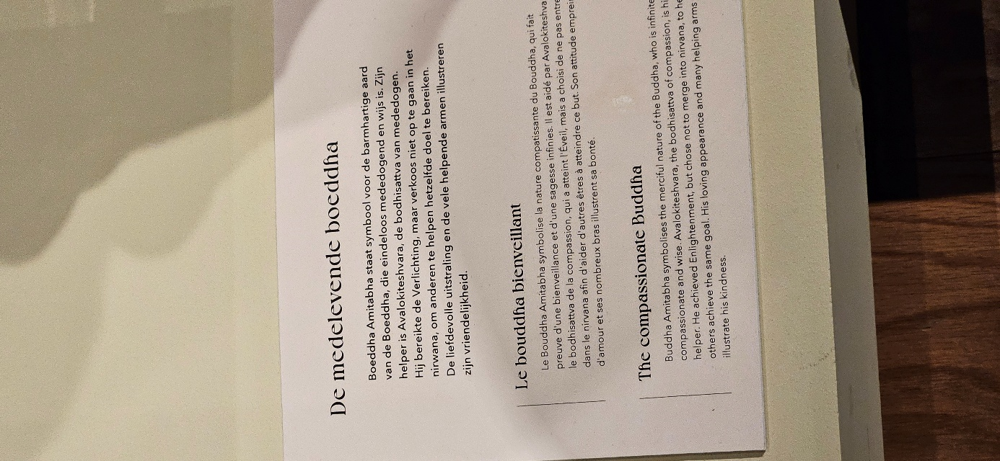 De medelevende boeddha
Boeddha Amitabha staat symbool voor de barmhartige aard
van de Boeddha, die eindeloos mededogend en wijs is. Zijn
helper is Avalokiteshvara, de bodhisattva van mededogen.
Hij bereikte de Verlichting, maar verkoos niet op te gaan in het
nirwana, om anderen te helpen hetzelfde doel te bereiken.
De liefdevolle uitstraling en de vele helpende armen illustreren
zijn vriendelijkheid.
Le bouddha bienveillant
Le Bouddha Amitabha symbolise la nature compatissante du Bouddha, qui fait
preuve d'une bienveillance et d'une sagesse infinies. Il est aidé par
le bodhisattva de la compassion, qui a atteint l'Éveil, mais a choisi de ne pas
dans le nirvana afin d'aider d'autres êtres à atteindre ce but. Son attitude
d'amour et ses nombreux bras illustrent sa bonté.
The compassionate Buddha
Buddha Amitabha symbolises the merciful nature of the Buddha, who is
compassionate and wise. Avalokiteshvara, the bodhisattva of compassion, is
helper. He achieved Enlightenment, but chose not to merge into nirvana, to
others achieve the same goal. His loving appearance and many helping arms
illustrate his kindness.